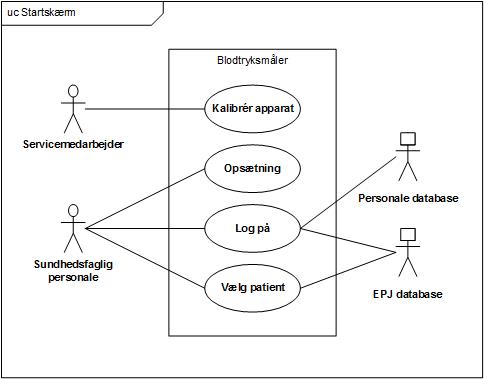 uc Startskærm
Blodtryksmåler
Kalibrér apparat
Servicemedarbejder
Opsætning
Personale database
Log på
Sundhedsfaglig
personale
Vælg patient
EPJ database